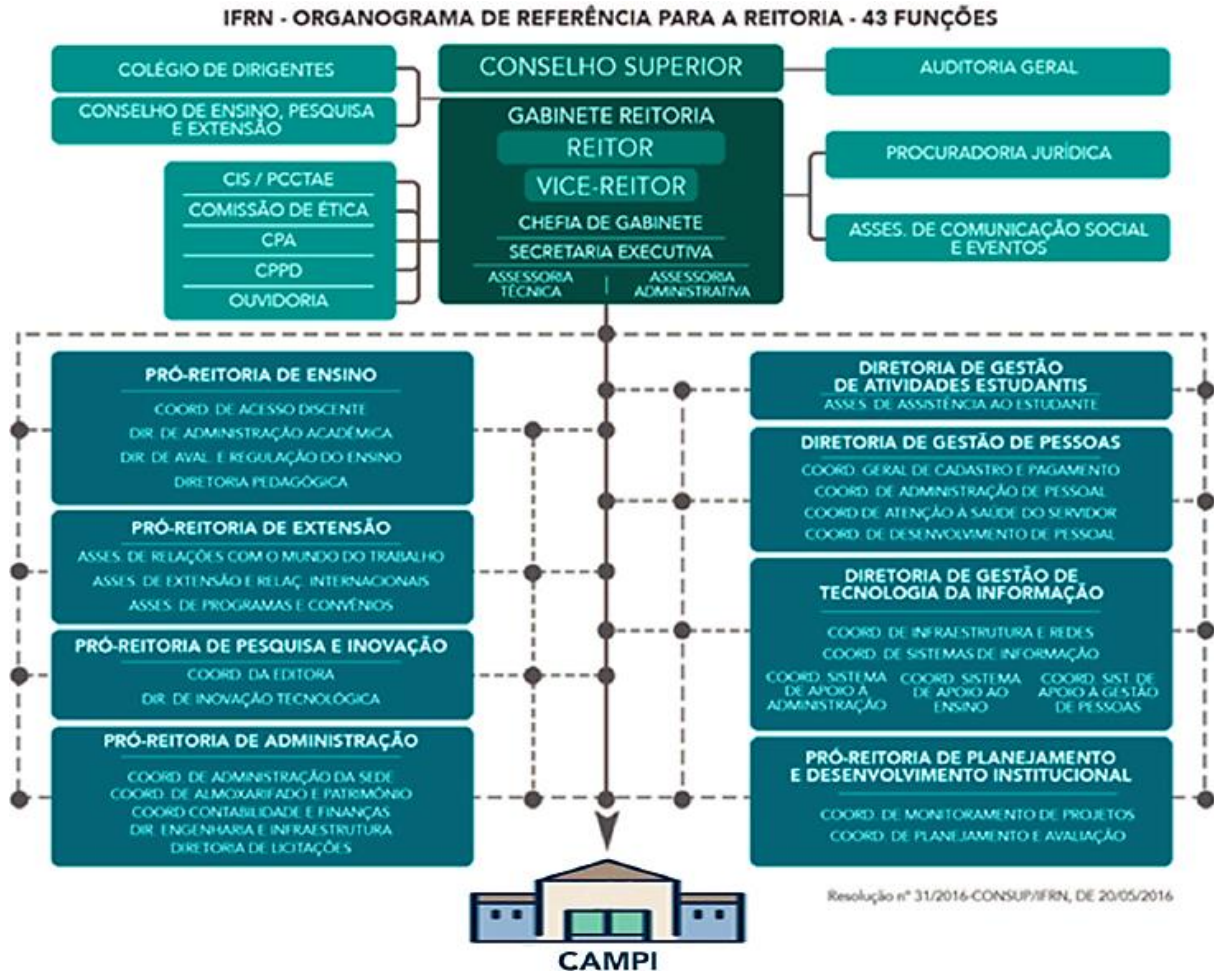 IFRN - ORGANOGRAMA DE REFERÊNCIA PARA A REITORIA - 43 FUNÇÕES
COLÉGIO DE DIRIGENTES
CONSELHO DE ENSINO, PESQUISA
E EXTENSÃO
CONSELHO SUPERIOR
AUDITORIA GERAL
GABINETE REITORIA
REITOR
VICE-REITOR
CHEFIA DE GABINETE
SECRETARIA EXECUTIVA
ASSESSORIA
TÉCNICA
ASSESSORIA
ADMINISTRATIVA
PROCURADORIA JURÍDICA
ASSES. DE COMUNICAÇÃO SOCIAL
E EVENTOS
CIS / PCCTAE
COMISSÃO DE ÉTICA
CPA
CPPD
OUVIDORIA
PRÓ-REITORIA DE ENSINO
COORD. DE ACESSO DISCENTE
DIR. DE ADMINISTRAÇÃO ACADÊMICA
DIR. DE AVAL. E REGULAÇÃO DO ENSINO
DIRETORIA PEDAGÓGICA
PRÓ-REITORIA DE EXTENSÃO
ASSES. DE RELAÇÕES COM O MUNDO DO TRABALHO
ASSES. DE EXTENSÃO E RELAÇ. INTERNACIONAIS
ASSES. DE PROGRAMAS E CONVÊNIOS
PRÓ-REITORIA DE PESQUISA E INOVAÇÃO
COORD. DA EDITORA
DIR. DE INOVAÇÃO TECNOLÓGICA
PRÓ-REITORIA DE ADMINISTRAÇÃO
COORD. DE ADMINISTRAÇÃO DA SEDE
COORD. DE ALMOXARIFADO E PATRIMÔNIO
COORD CONTABILIDADE E FINANÇAS
DIR. ENGENHARIA E INFRAESTRUTURA
DIRETORIA DE LICITAÇÕES
DIRETORIA DE GESTÃO
DE ATIVIDADES ESTUDANTIS
ASSES. DE ASSISTÊNCIA AO ESTUDANTE
DIRETORIA DE GESTÃO DE PESSOAS
COORD. GERAL DE CADASTRO E PAGAMENTO
COORD. DE ADMINISTRAÇÃO DE PESSOAL
COORD DE ATENÇÃO À SAÚDE DO SERVIDOR
COORD. DE DESENVOLVIMENTO DE PESSOAL
DIRETORIA DE GESTÃO DE
TECNOLOGIA DA INFORMAÇÃO
COORD. DE INFRAESTRUTURA E REDES
COORD. DE SISTEMAS DE INFORMAÇÃO
COORD. SISTEMA
DE APOIO À
ADMINISTRAÇÃO
COORD. SISTEMA
DE APOIO AO
ENSINO
COORD. SIST. DE
APOIO À GESTÃO
DE PESSOAS
PRÓ-REITORIA DE PLANEJAMENTO
E DESENVOLVIMENTO INSTITUCIONAL
COORD. DE MONITORAMENTO DE PROJETOS
COORD. DE PLANEJAMENTO E AVALIAÇÃO
Resolução nº 31/2016-CONSUP/IFRN, DE 20/05/2016
CAMPI